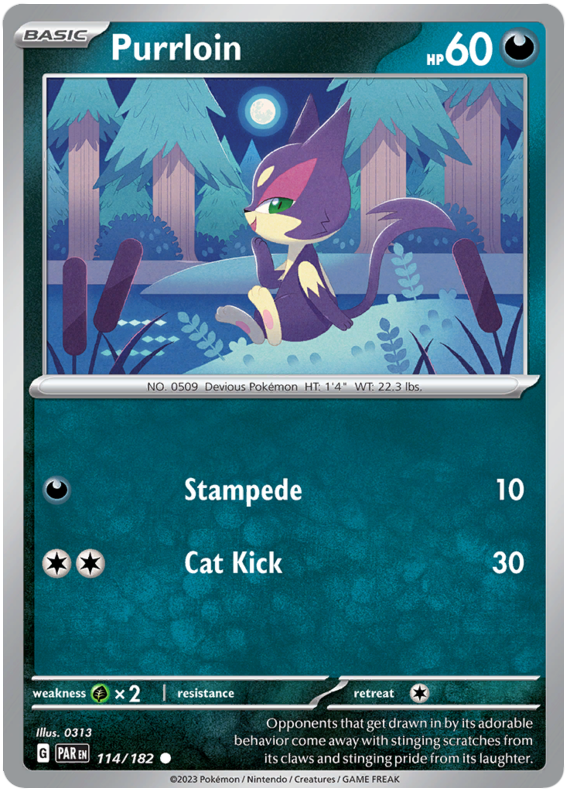 BASIC
Purrloin
HP 60
NO. 0509 Devious Pokémon HT: 1'4" WT: 22.3 lbs.
Stampede 10
Cat Kick 30
weakness ×2 resistance retreat
Illus. 0313
G PAR EN 114/182
Opponents that get drawn in by its adorable
behavior come away with stinging scratches from
its claws and stinging pride from its laughter.
©2023 Pokémon / Nintendo / Creatures / GAME FREAK